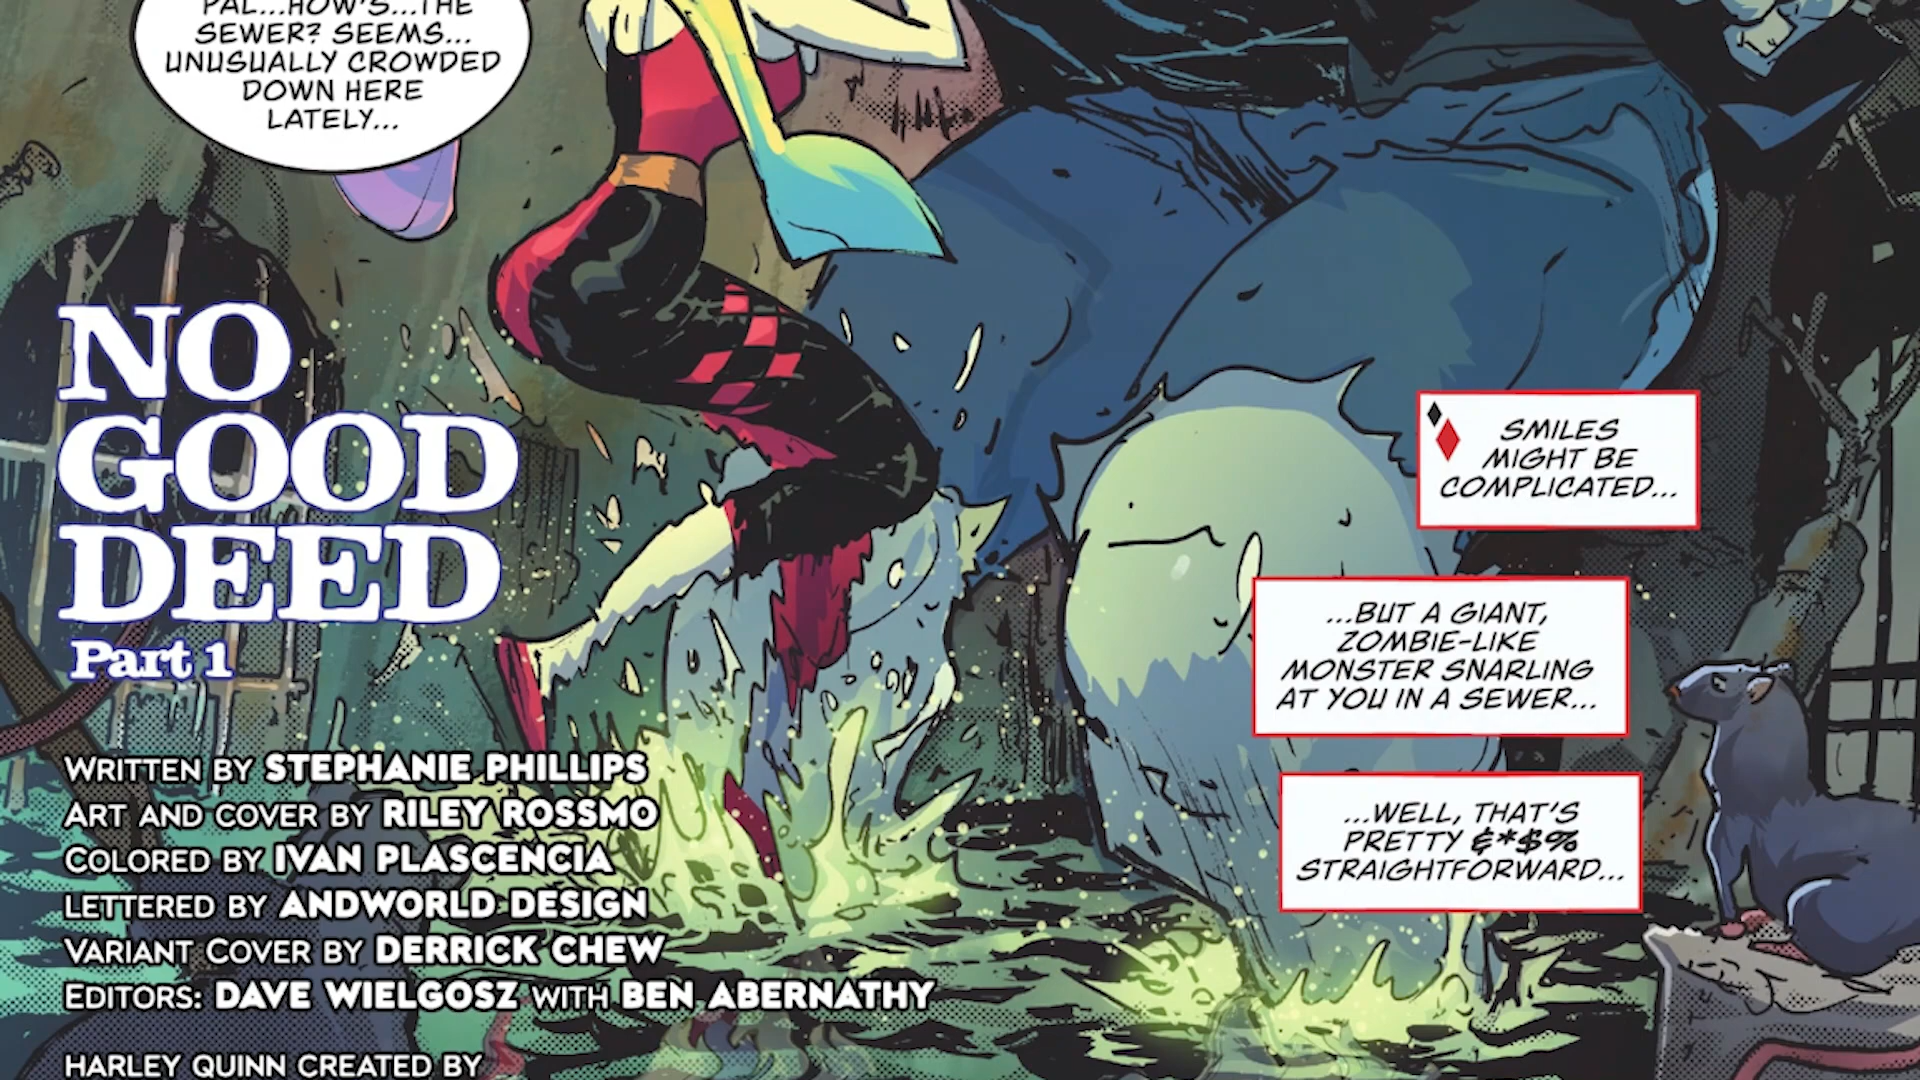 PAL...HOW'S...THE
SEWER? SEEMS...
UNUSUALLY CROWDED
DOWN HERE
LATELY...
NO
GOOD
DEED
Part 1
SMILES
MIGHT BE
COMPLICATED...
...BUT A GIANT,
ZOMBIE-LIKE
MONSTER SNARLING
AT YOU IN A SEWER...
...WELL, THAT'S
PRETTY &*$%
STRAIGHTFORWARD...
WRITTEN BY STEPHANIE PHILLIPS
ART AND COVER BY RILEY ROSSMO
COLORED BY IVAN PLASCENCIA
LETTERED BY ANDWORLD DESIGN
VARIANT COVER BY DERRICK CHEW
EDITORS: DAVE WIELGOSZ WITH BEN ABERNATHY
HARLEY QUINN CREATED BY